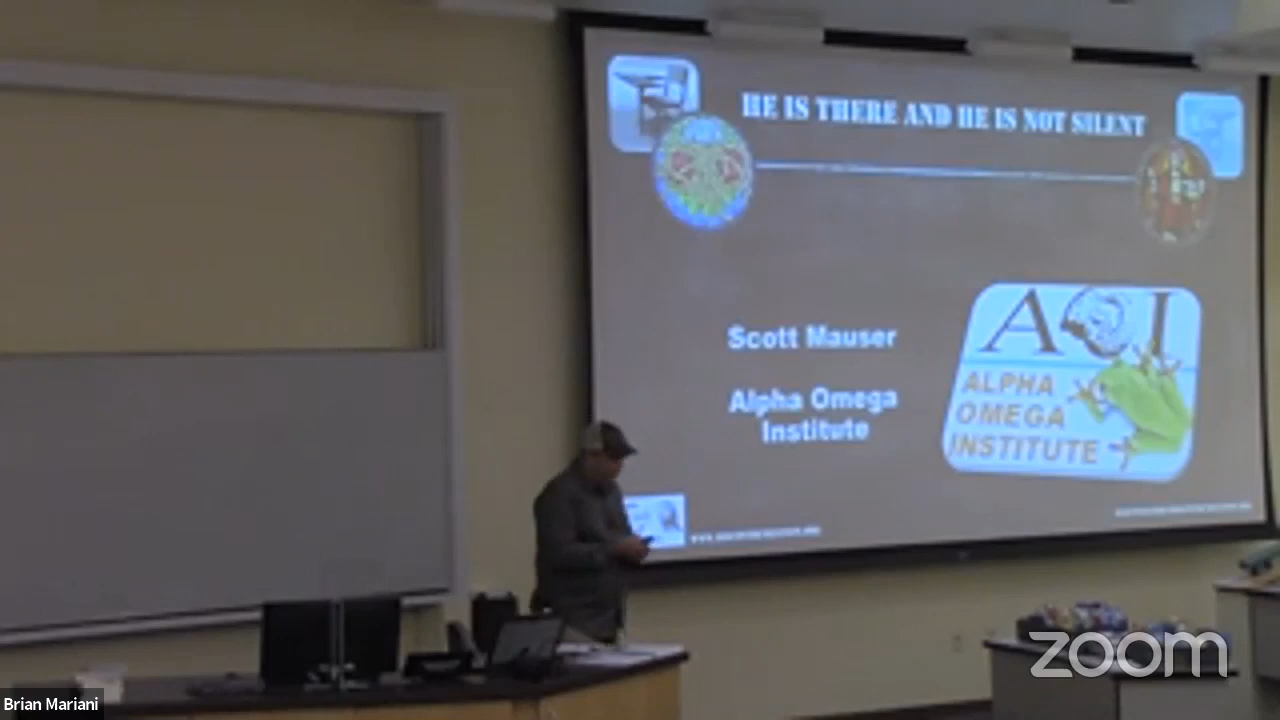 HE IS THERE AND HE IS NOT SILENT
Scott Mauser
Alpha Omega
Institute
AOI
ALPHA
OMEGA
INSTITUTE
zoom
Brian Mariani